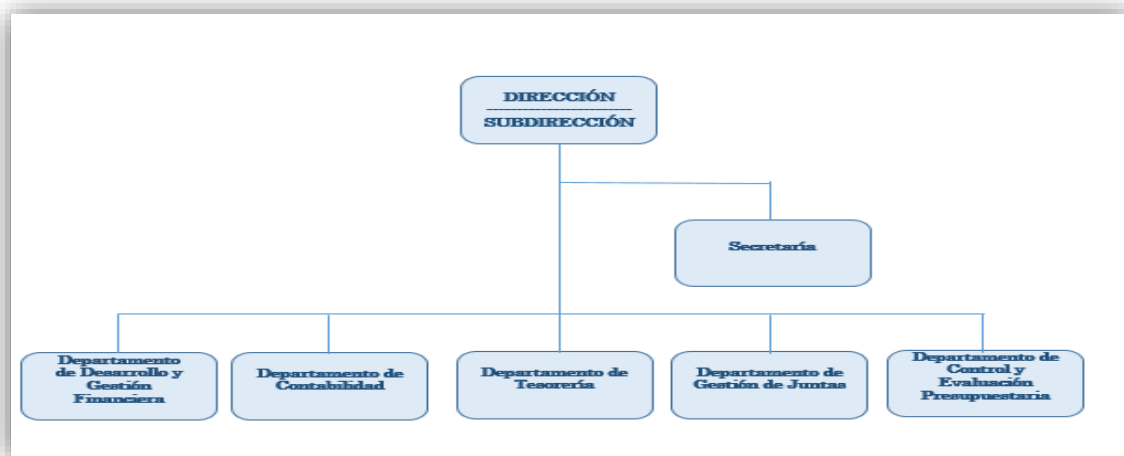 DIRECCIÓN
SUBDIRECCIÓN
Secretaría
Departamento
de Desarrollo y
Gestión
Financiera
Departamento de
Contabilidad
Departamento de
Tesorería
Departamento de
Gestión de Juntas
Departamento de
Control y
Evaluación
Presupuestaria